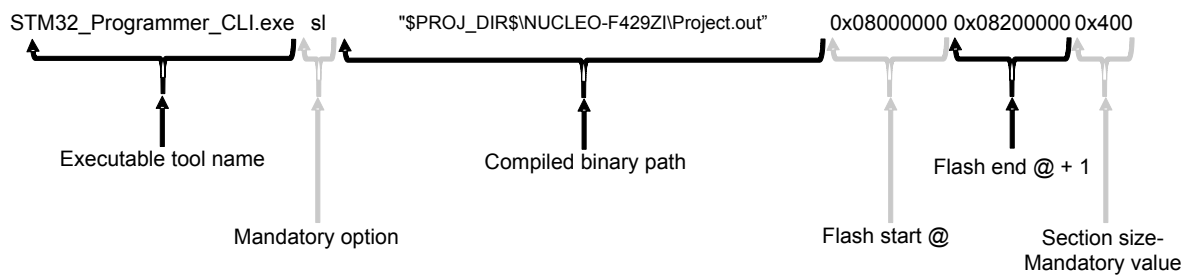 STM32_Programmer_CLI.exe sl "$PROJ_DIR$\NUCLEO-F429ZI\Project.out” 0x08000000 0x08200000 0x400
Executable tool name
Compiled binary path
Flash end @ + 1
Mandatory option
Flash start @
Section size-
Mandatory value